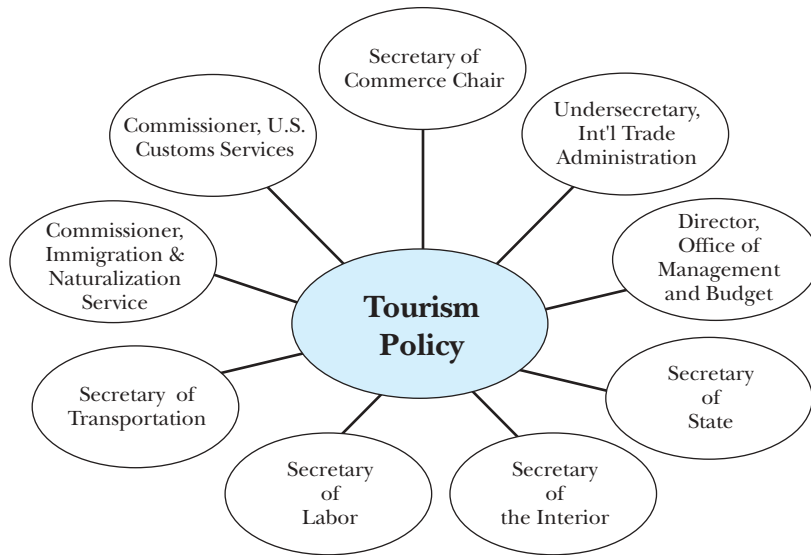 Secretary of
Commerce Chair
Undersecretary,
Int'l Trade
Administration
Director,
Office of
Management
and Budget
Secretary
of
State
Secretary
of
the Interior
Secretary
of
Labor
Secretary of
Transportation
Commissioner,
Immigration &
Naturalization
Service
Commissioner, U.S.
Customs Services
Tourism
Policy